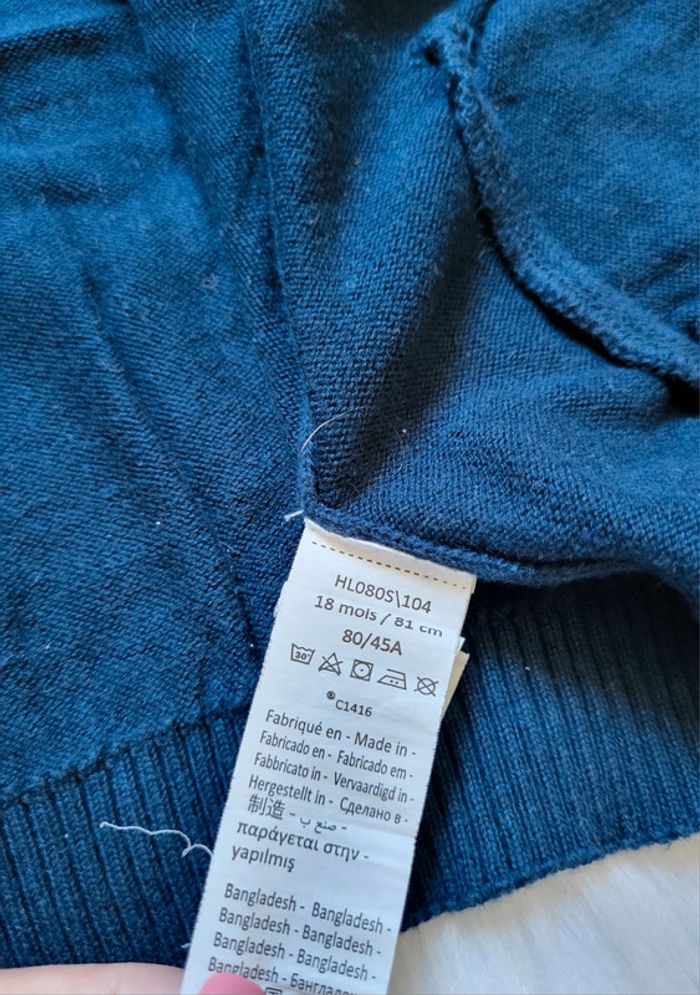 HL080S\104
18 mois / 81 cm
80/45A
30°
® C1416
Fabriqué en - Made in -
Fabricado en - Fabricado em -
Fabbricato in - Vervaardigd in -
Hergestellt in - Сделано в -
制造 - صنع ب -
παράγεται στην -
yapılmış
Bangladesh - Bangladesh -
Bangladesh - Bangladesh -
Bangladesh - Bangladesh -
Bangladesh -